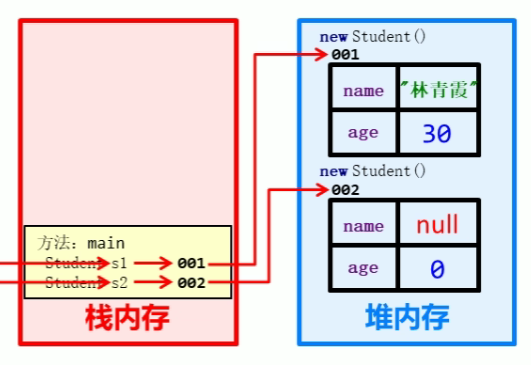 new Student()
001
name "林青霞"
age 30
new Student()
002
name null
age 0
方法: main
Student s1 001
Student s2 002
栈内存
堆内存